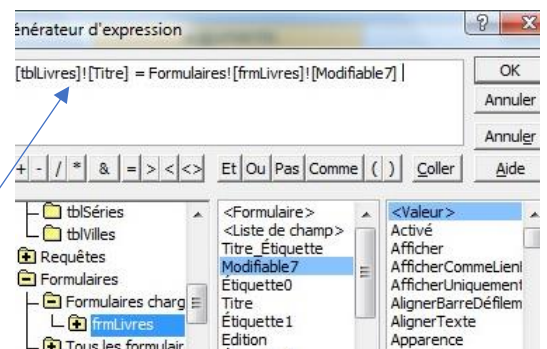 énérateur d'expression
[tblLivres]![Titre] = Formulaires![frmLivres]![Modifiable7]
OK
Annuler
Annuler
+ - / * & = > < <> Et Ou Pas Comme ( ) Coller Aide
tblSéries
tblVilles
Requêtes
Formulaires
Formulaires charg
frmLivres
Tous les formulair
<Formulaire>
<Liste de champ>
Titre_Étiquette
Modifiable7
Étiquette0
Titre
Étiquette1
Edition
<Valeur>
Activé
Afficher
AfficherCommeLienl
AfficherUniquement
AlignerBarreDéfilem
AlignerTexte
Apparence